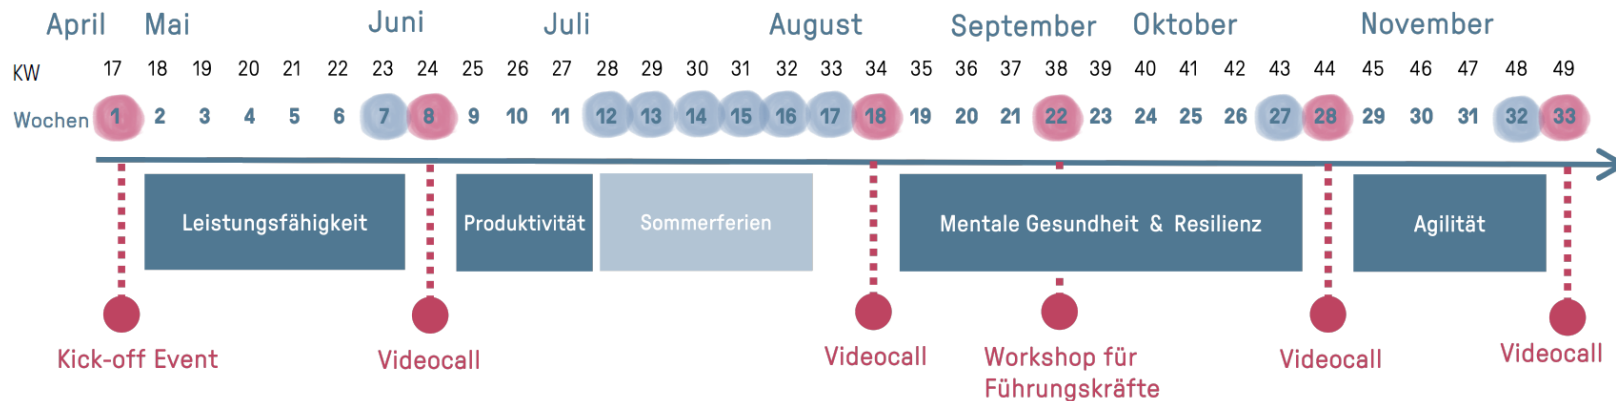 April Mai Juni Juli August September Oktober November
KW 17 18 19 20 21 22 23 24 25 26 27 28 29 30 31 32 33 34 35 36 37 38 39 40 41 42 43 44 45 46 47 48 49
Wochen 1 2 3 4 5 6 7 8 9 10 11 12 13 14 15 16 17 18 19 20 21 22 23 24 25 26 27 28 29 30 31 32 33
Leistungsfähigkeit Produktivität Sommerferien Mentale Gesundheit & Resilienz Agilität
Kick-off Event
Videocall
Videocall
Workshop für
Führungskräfte
Videocall
Videocall